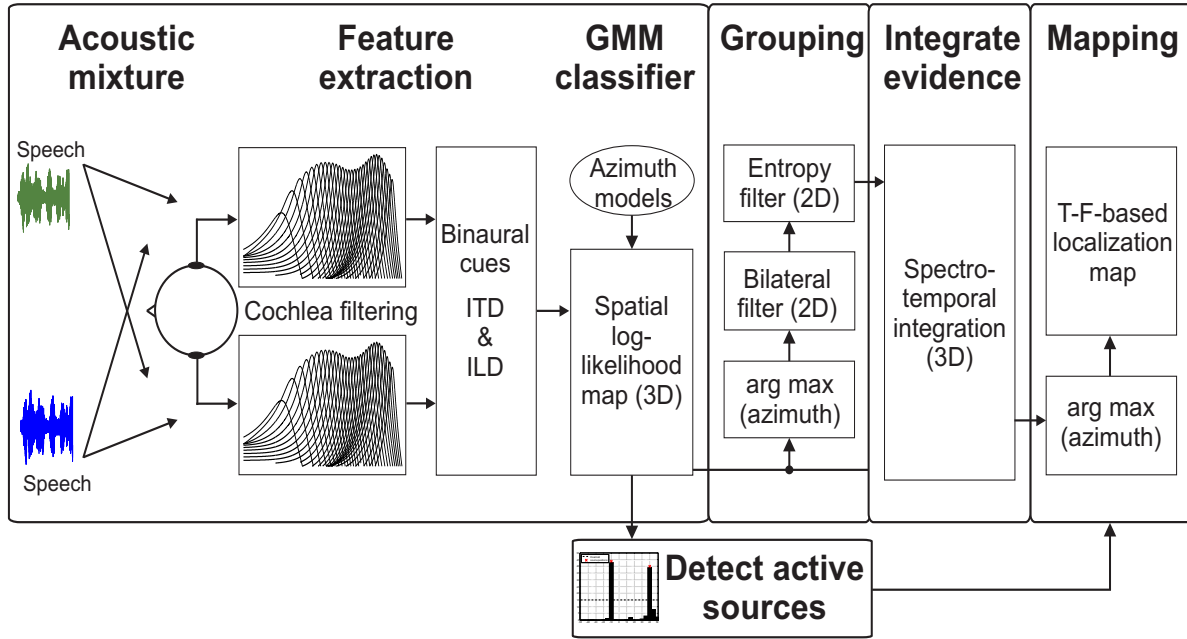 Acoustic
mixture
Feature
extraction
GMM
classifier
Grouping
Integrate
evidence
Mapping
Speech
Speech
Cochlea filtering
Binaural
cues
ITD
&
ILD
Azimuth
models
Spatial
log-
likelihood
map (3D)
Entropy
filter (2D)
Bilateral
filter (2D)
arg max
(azimuth)
Spectro-
temporal
integration
(3D)
T-F-based
localization
map
arg max
(azimuth)
Detect active
sources